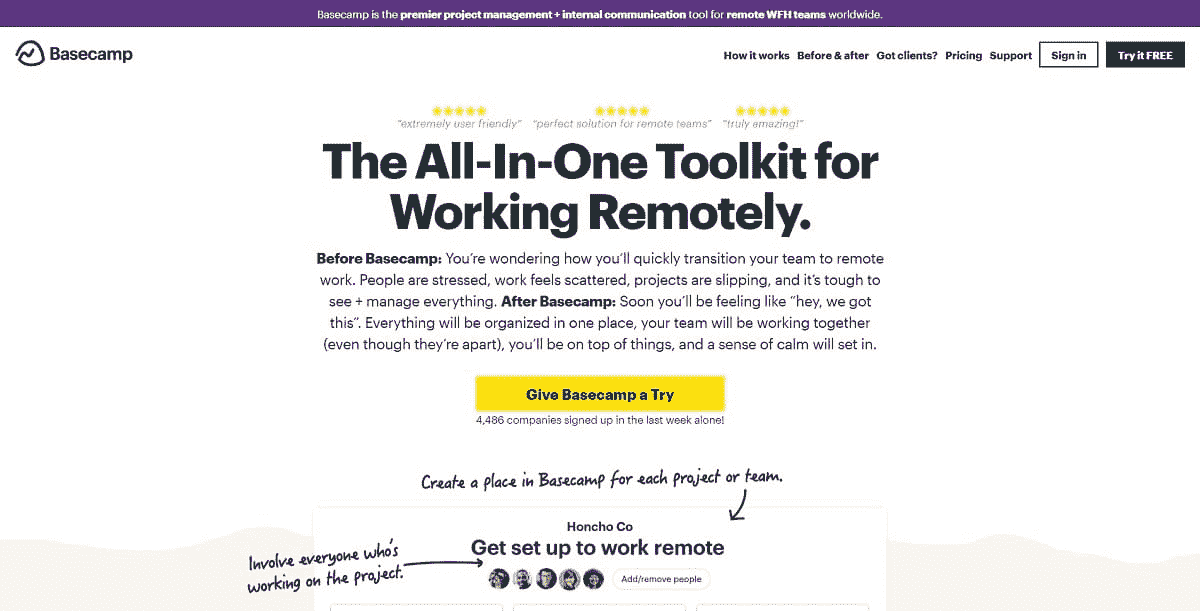 Basecamp is the premier project management + internal communication tool for remote WFH teams worldwide.
Basecamp
How it works Before & after Got clients? Pricing Support Sign in Try it FREE
"extremely user friendly" "perfect solution for remote teams" "truly amazing!"
The All-In-One Toolkit for
Working Remotely.
Before Basecamp: You're wondering how you'll quickly transition your team to remote
work. People are stressed, work feels scattered, projects are slipping, and it's tough to
see + manage everything. After Basecamp: Soon you'll be feeling like "hey, we got
this". Everything will be organized in one place, your team will be working together
(even though they're apart), you'll be on top of things, and a sense of calm will set in.
Give Basecamp a Try
4,486 companies signed up in the last week alone!
Create a place in Basecamp for each project or team.
Honcho Co
Get set up to work remote
Involve everyone who's
working on the project.
Add/remove people